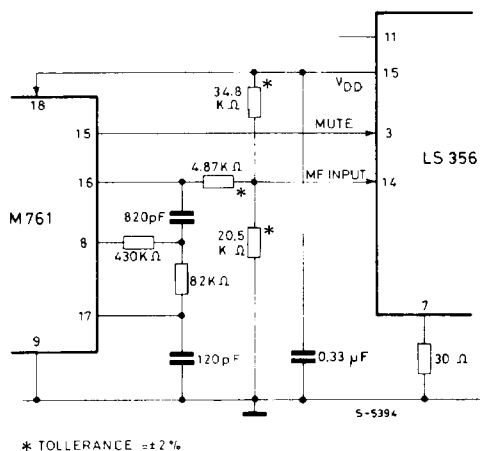 11
18
34.8
KΩ
*
V_DD
15
15
MUTE
3
LS 356
4.87KΩ
*
MF INPUT
14
16
M761
820pF
*
20.5
KΩ
8
430KΩ
82KΩ
17
7
9
120pF
0.33 µF
30 Ω
S-5394
* TOLLERANCE =±2%